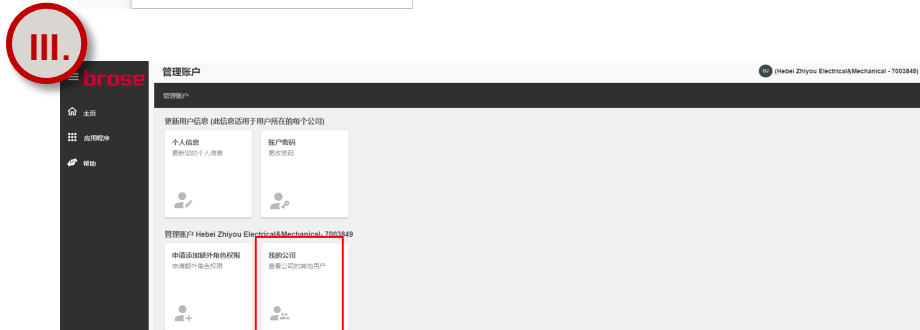 III.
brose
管理账户
GJ (Hebei Zhiyou Electrical&Mechanical - 7003849)
管理账户
主页
应用程序
帮助
更新用户信息 (此信息适用于用户所在的每个公司)
个人信息
更新您的个人信息
账户密码
更改密码
管理账户 Hebei Zhiyou Electrical&Mechanical- 7003849
申请添加额外角色权限
申请额外角色权限
我的公司
查看公司的其他用户